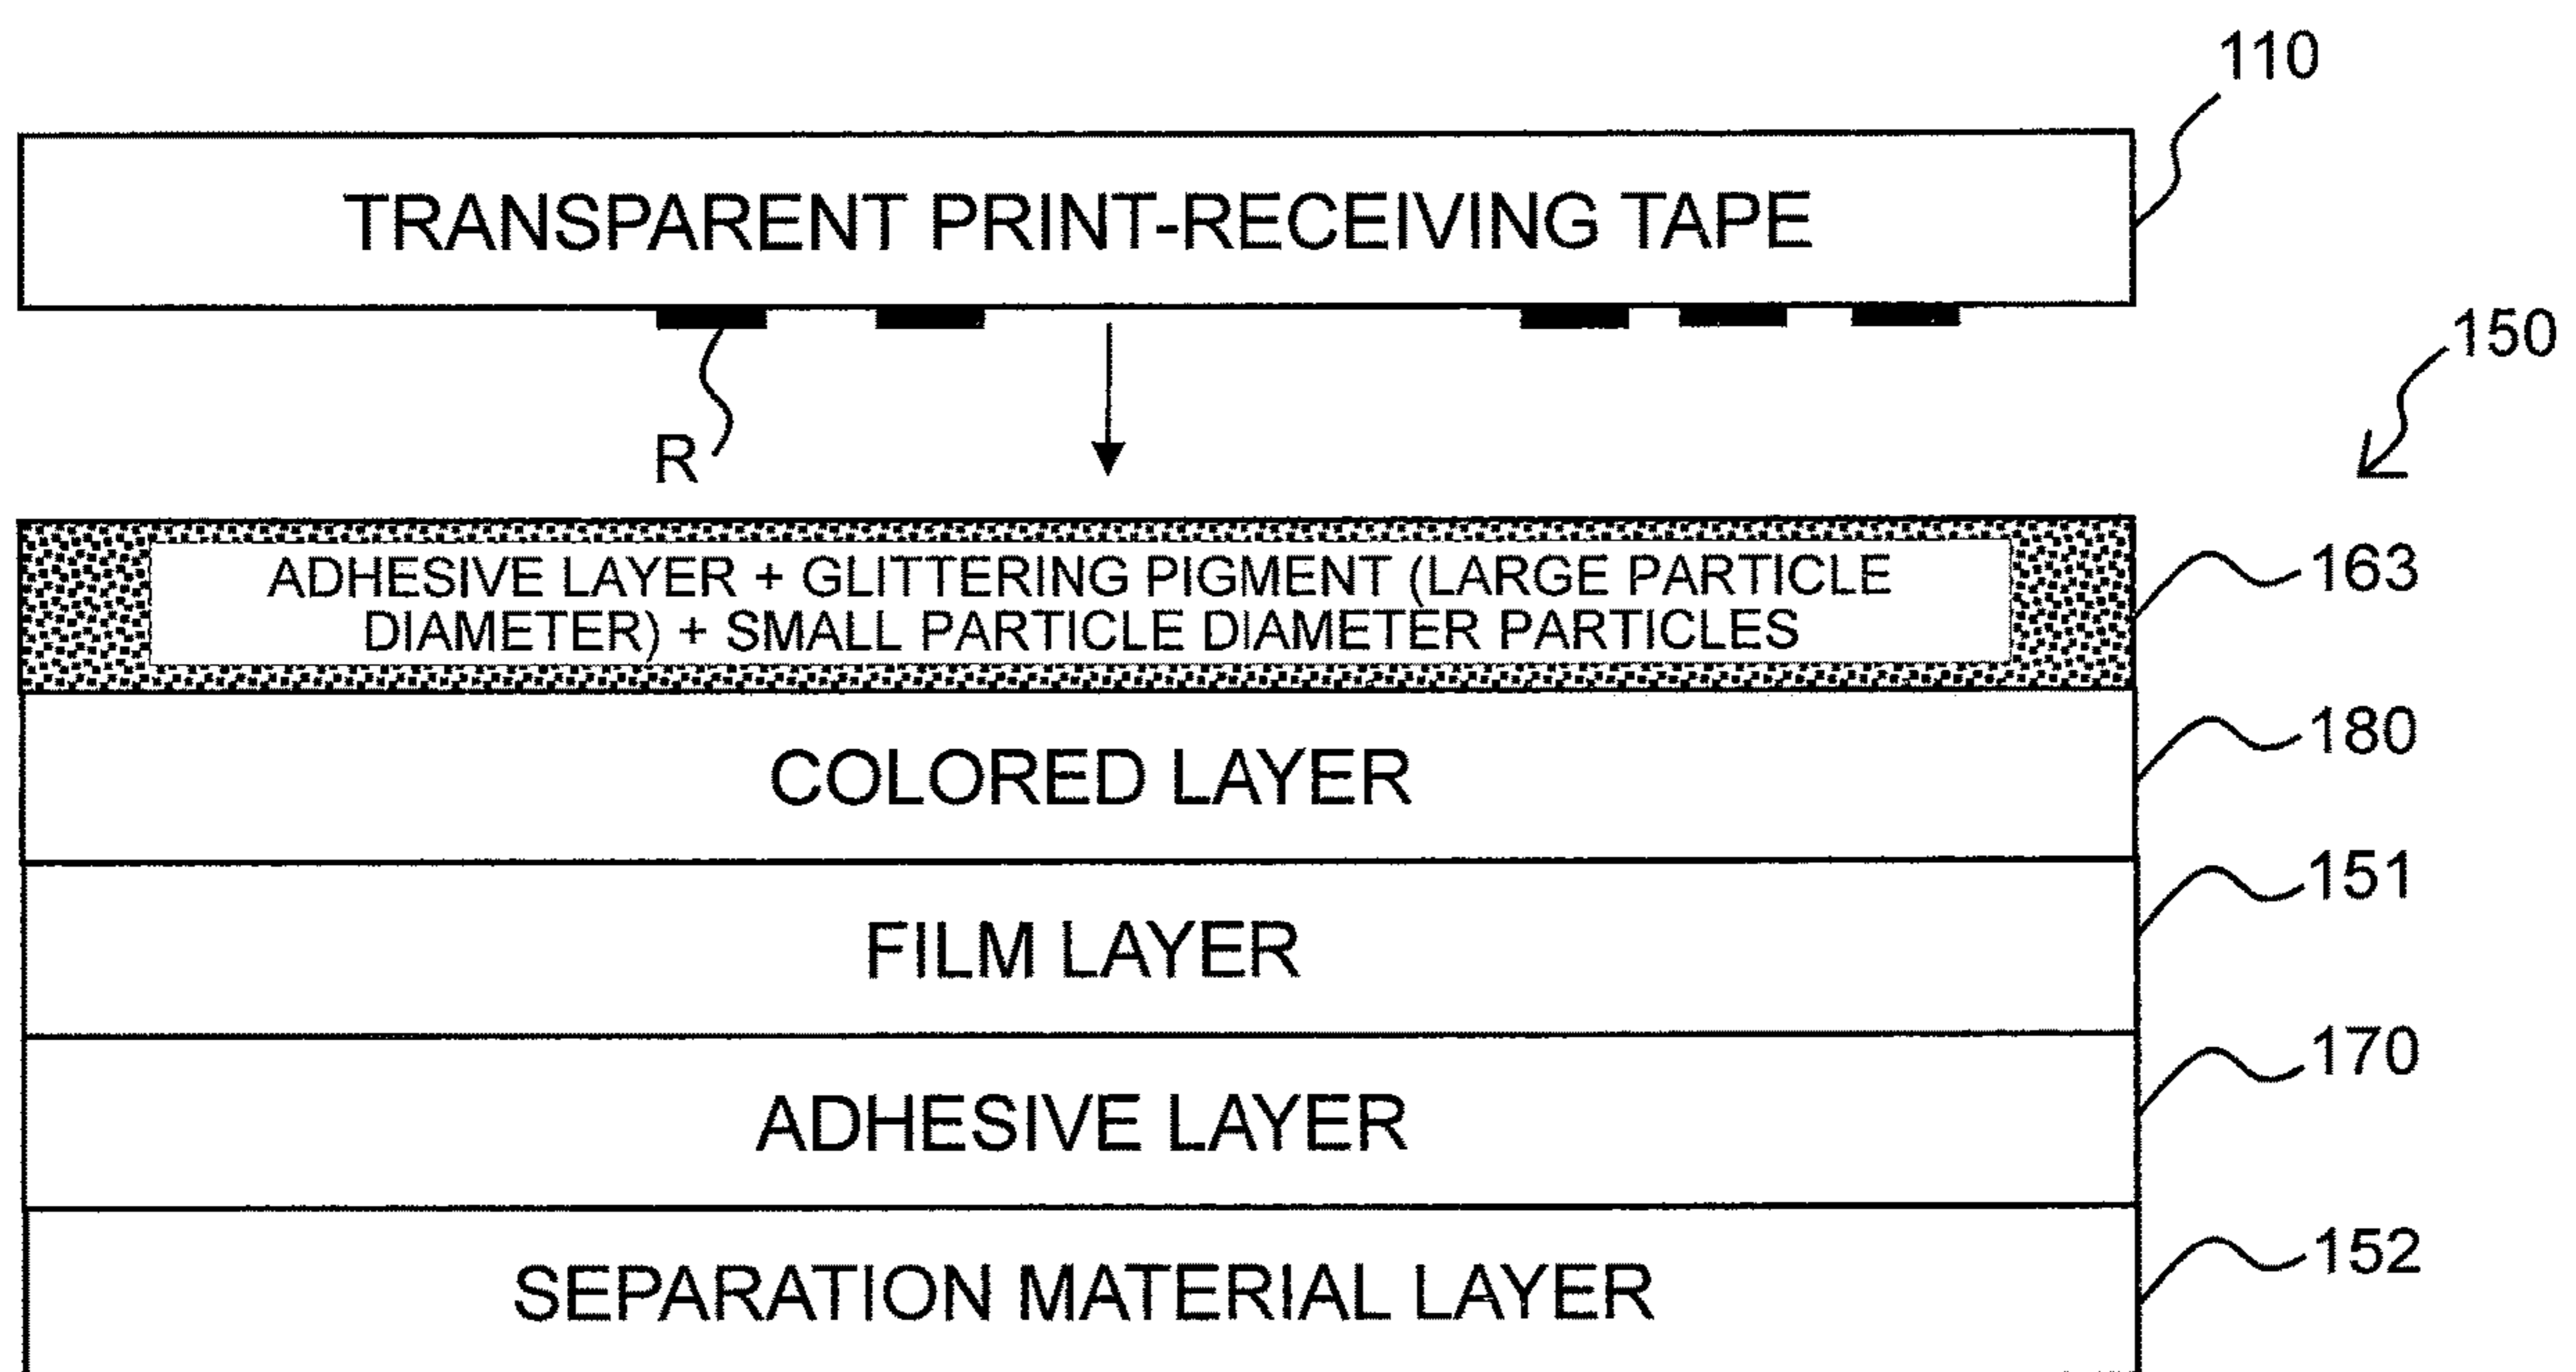 110
TRANSPARENT PRINT-RECEIVING TAPE
150
R
ADHESIVE LAYER + GLITTERING PIGMENT (LARGE PARTICLE
DIAMETER) + SMALL PARTICLE DIAMETER PARTICLES
163
COLORED LAYER
180
FILM LAYER
151
ADHESIVE LAYER
170
SEPARATION MATERIAL LAYER
152